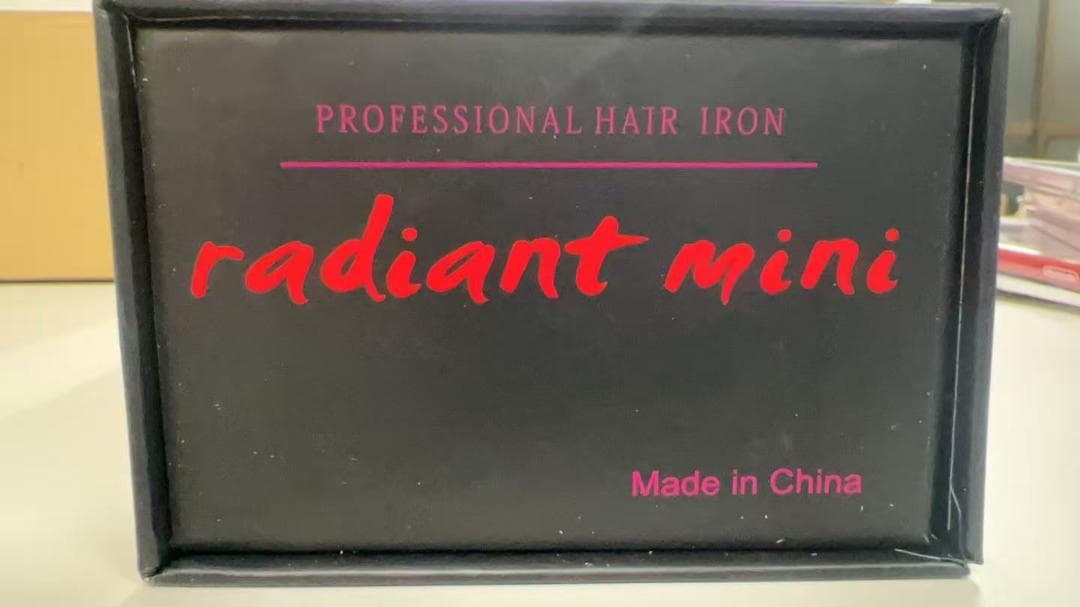 PROFESSIONAL HAIR IRON
radiant mini
Made in China